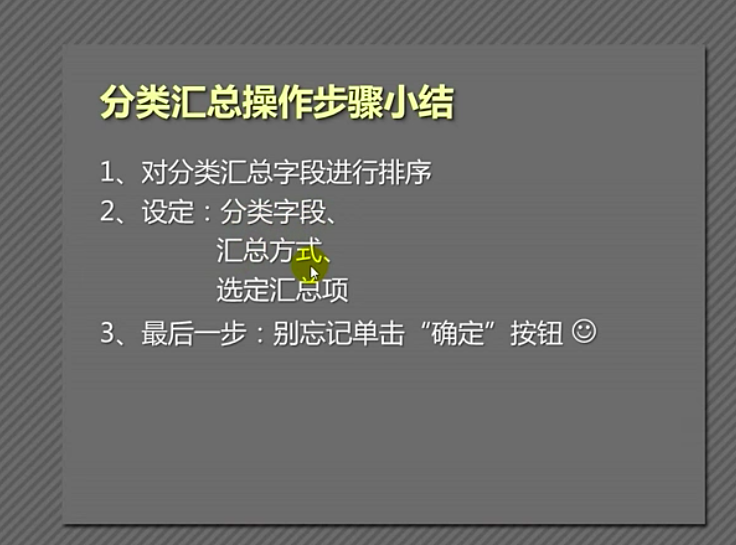 分类汇总操作步骤小结
1、对分类汇总字段进行排序
2、设定：分类字段、
汇总方式、
选定汇总项
3、最后一步：别忘记单击“确定”按钮☺